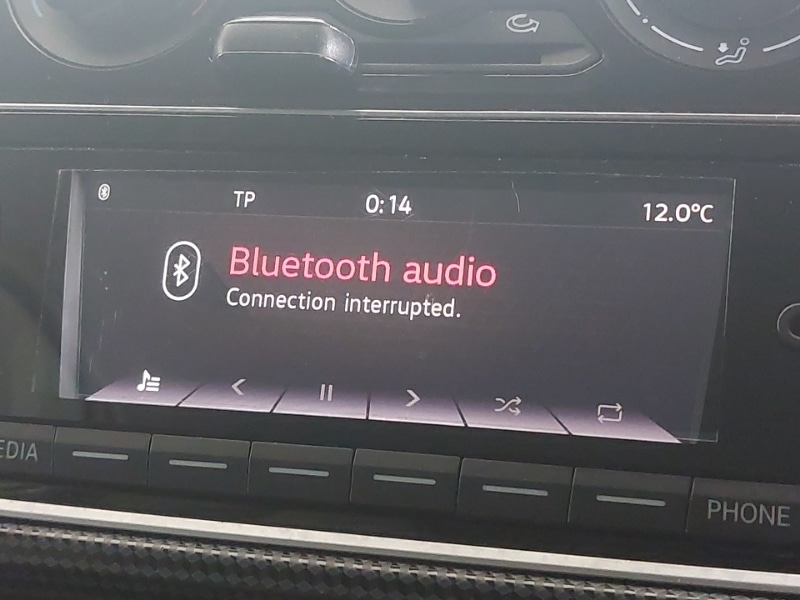 TP
0:14
12.0°C
Bluetooth audio
Connection interrupted.
EDIA
PHONE